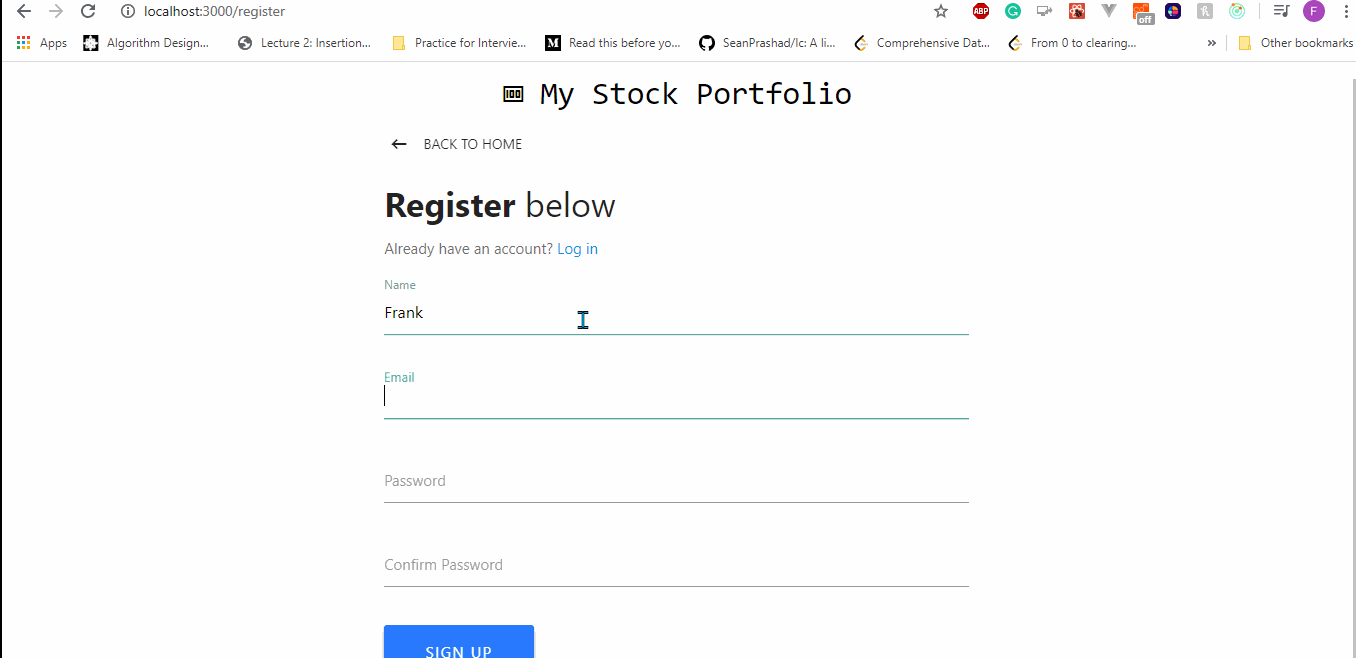 localhost:3000/register
ABP
off
F
Apps
Algorithm Design...
Lecture 2: Insertion...
Practice for Intervie...
Read this before yo...
SeanPrashad/lc: A li...
Comprehensive Dat...
From 0 to clearing...
»
Other bookmarks
100 My Stock Portfolio
← BACK TO HOME
Register below
Already have an account? Log in
Name
Frank
Email
Password
Confirm Password
SIGN UP